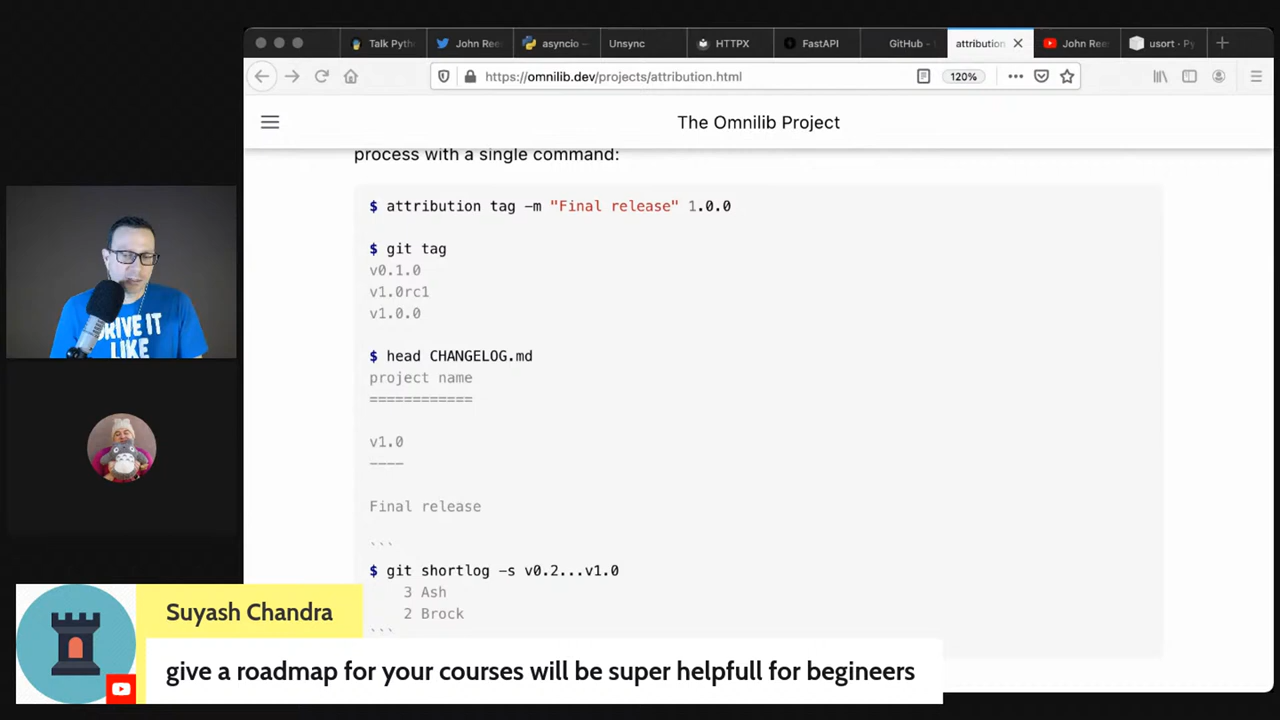 Talk Pyth
John Ree
asyncio —
Unsync
HTTPX
FastAPI
GitHub -
attribution
John Ree
usort · Py
https://omnilib.dev/projects/attribution.html
120%
The Omnilib Project
process with a single command:
$ attribution tag -m "Final release" 1.0.0
$ git tag
v0.1.0
v1.0rc1
v1.0.0
$ head CHANGELOG.md
project name
============
v1.0
----
Final release
```
$ git shortlog -s v0.2...v1.0
3 Ash
2 Brock
```
DRIVE IT
LIKE
Suyash Chandra
give a roadmap for your courses will be super helpfull for begineers